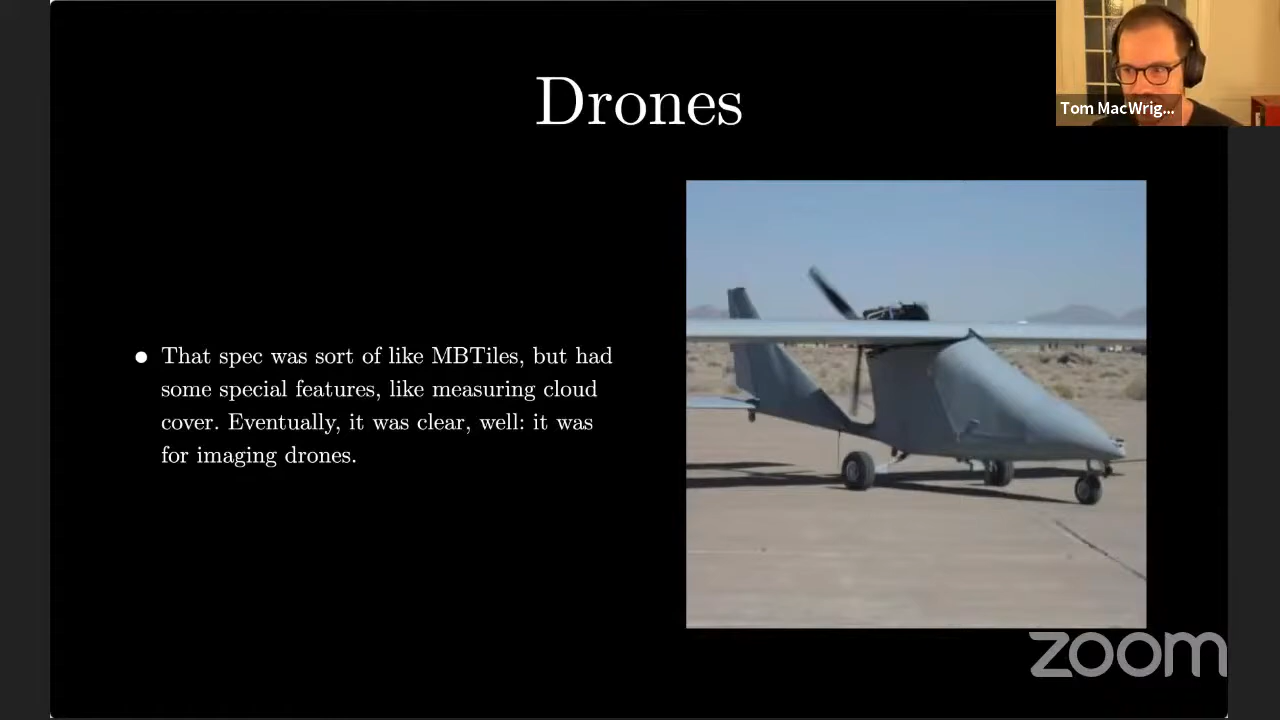 Drones
Tom MacWrig...
● That spec was sort of like MBTiles, but had
some special features, like measuring cloud
cover. Eventually, it was clear, well: it was
for imaging drones.
zoom